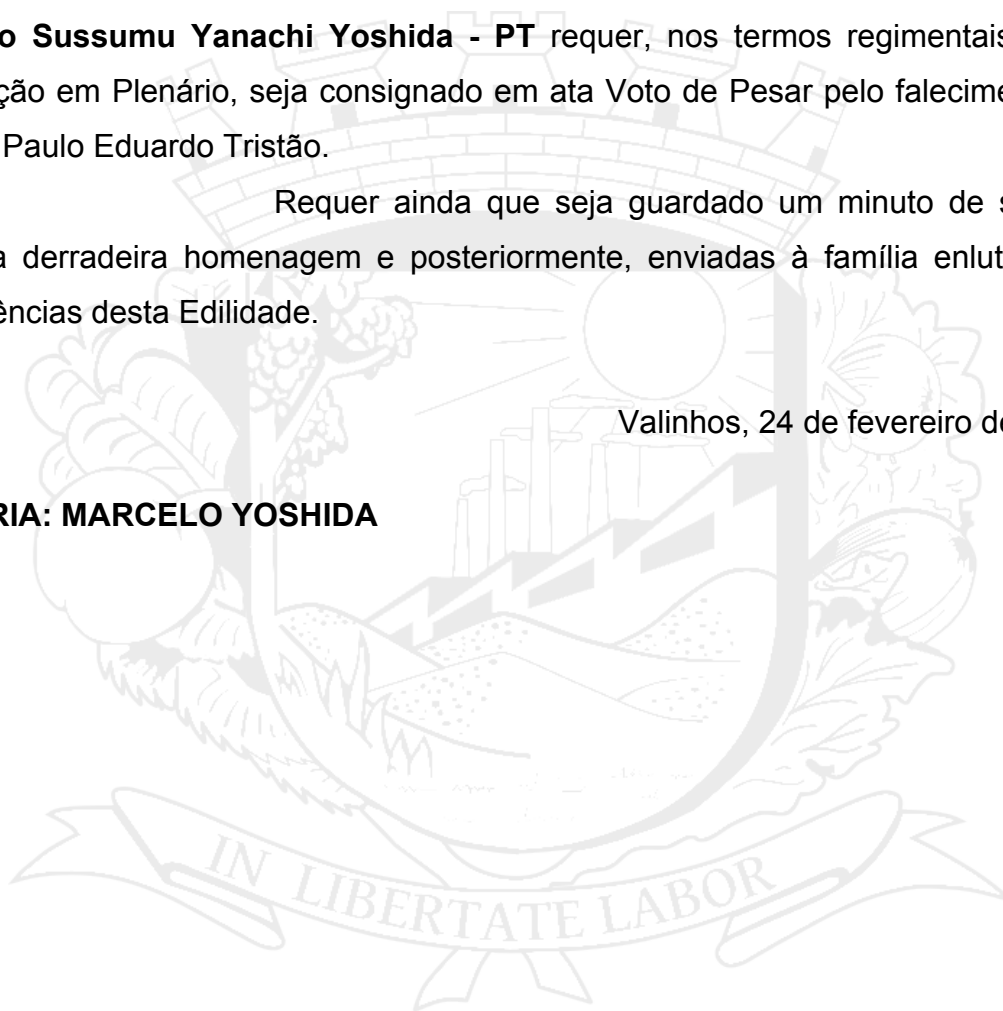 o Sussumu Yanachi Yoshida - PT requer, nos termos regimentais
ção em Plenário, seja consignado em ata Voto de Pesar pelo falecime
Paulo Eduardo Tristão.
Requer ainda que seja guardado um minuto de s
a derradeira homenagem e posteriormente, enviadas à família enlut
ências desta Edilidade.
Valinhos, 24 de fevereiro de
RIA: MARCELO YOSHIDA
IN LIBERTATE LABOR